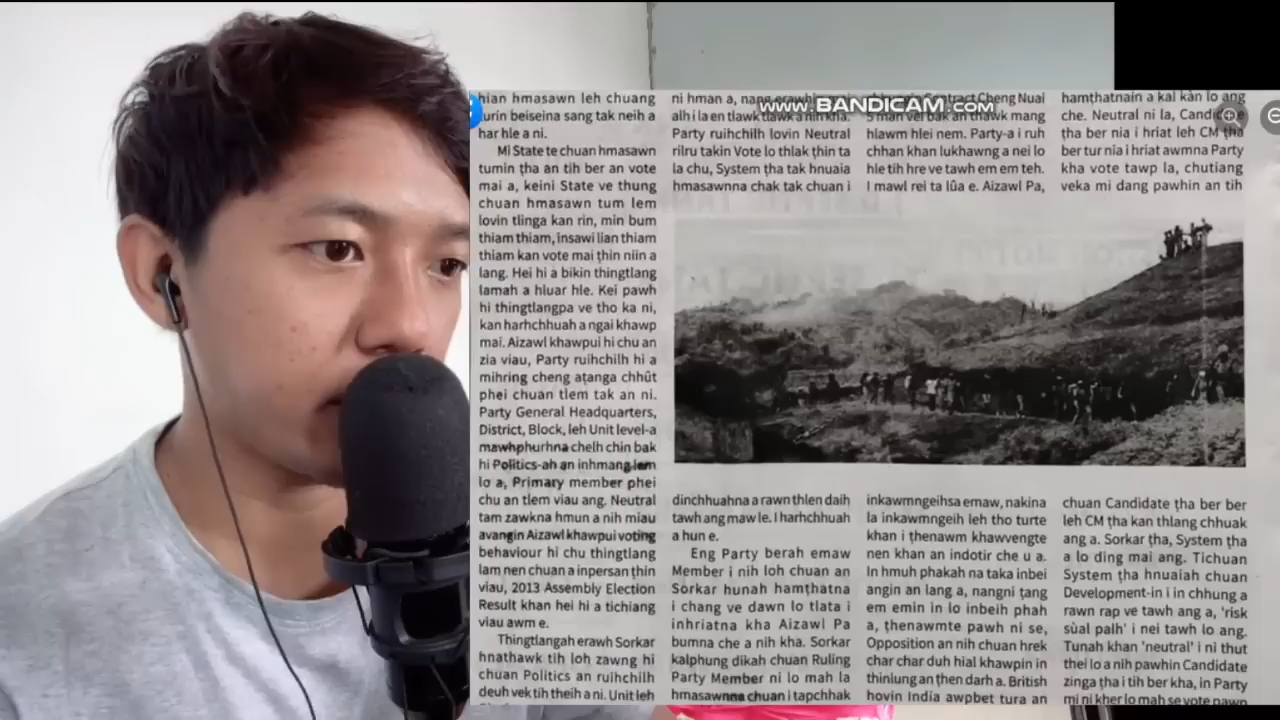 www.BANDICAM.com
hian hmasawn leh chuang
turin beiseina sang tak neih a
har hle a ni.
Mi State te chuan hmasawn
tumin ṭha an tih ber an vote
mai a, keini State ve thung
chuan hmasawn tum lem
lovin tlinga kan rin, min bum
thiam thiam, insawi lian thiam
thiam kan vote mai ṭhin niin a
lang. Hei hi a bikin thingtlang
lamah a hluar hle. Kei pawh
hi thingtlangpa ve tho ka ni,
kan harhchhuah a ngai khawp
mai. Aizawl khawpui hi chu an
zia viau, Party ruihchilh hi a
mihring cheng aṭanga chhût
phei chuan tlem tak an ni.
Party General Headquarters,
District, Block, leh Unit level-a
mawhphurhna chelh chin bak
hi Politics-ah an inhmang lem
lo a, Primary member phei
chu an tlem viau ang. Neutral
tam zawkna hmun a nih miau
avangin Aizawl khawpui voting
behaviour hi chu thingtlang
lam nen chuan a inpersan ṭhin
viau, 2013 Assembly Election
Result khan hei hi a tichiang
viau awm e.
Thingtlangah erawh Sorkar
hnathawk tih loh zawng hi
chuan Politics an ruihchilh
deuh vek tih theih a ni. Unit leh
ni hman a, nang
alh i la en tlawk tlawk a nih kha.
Party ruihchilh lovin Neutral
rilru takin Vote lo thlak ṭhin ta
la chu, System ṭha tak hnuaia
hmasawnna chak tak chuan i
dinchhuahna a rawn thlen daih
tawh ang maw le. I harhchhuah
a hun e.
Eng Party berah emaw
Member i nih loh chuan an
Sorkar hunah hamṭhatna
i chang ve dawn lo tlata i
inhriatna kha Aizawl Pa
bumna che a nih kha. Sorkar
kalphung dikah chuan Ruling
Party Member ni lo mah la
hmasawnna chuan i tapchhak
Contract Cheng Nuai
5 man vel bak an thawk mang
hlawm hlei nem. Party-a i ruh
chhan khan lukhawng a nei lo
hle tih hre ve tawh em em teh.
I mawl rei ta lûa e. Aizawl Pa,
inkawmngeihsa emaw, nakina
la inkawmngeih leh tho turte
khan i ṭhenawm khawvengte
nen khan an indotir che u a.
In hmuh phakah na taka inbei
angin an lang a, nangni ṭang
em emin in lo inbeih phah
a, ṭhenawmte pawh ni se,
Opposition an nih chuan hrek
char char duh hial khawpin in
thinlung an ṭhen darh a. British
hovin India awpbet tura an
hamṭhatnain a kal kân lo ang
che. Neutral ni la, Candidate
ṭha ber nia i hriat leh CM ṭha
ber tur nia i hriat awmna Party
kha vote tawp la, chutiang
veka mi dang pawhin an tih
chuan Candidate ṭha ber ber
leh CM ṭha kan thlang chhuak
ang a. Sorkar ṭha, System ṭha
a lo ding mai ang. Tichuan
System ṭha hnuaiah chuan
Development-in i in chhung a
rawn rap ve tawh ang a, 'risk
sùal palh' i nei tawh lo ang.
Tunah khan 'neutral' i ni thut
thei lo a nih pawhin Candidate
zinga ṭha i tih ber kha, in Party
mi ni kher lo mah se vote pawn